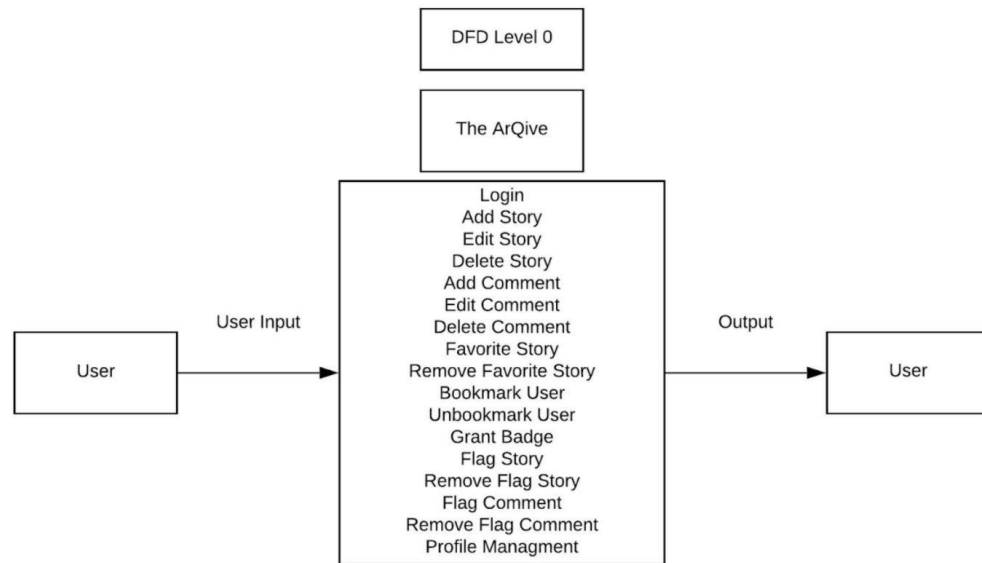 DFD Level 0
The ArQive
Login
Add Story
Edit Story
Delete Story
Add Comment
Edit Comment
Delete Comment
Favorite Story
Remove Favorite Story
Bookmark User
Unbookmark User
Grant Badge
Flag Story
Remove Flag Story
Flag Comment
Remove Flag Comment
Profile Managment
User Input
Output
User
User